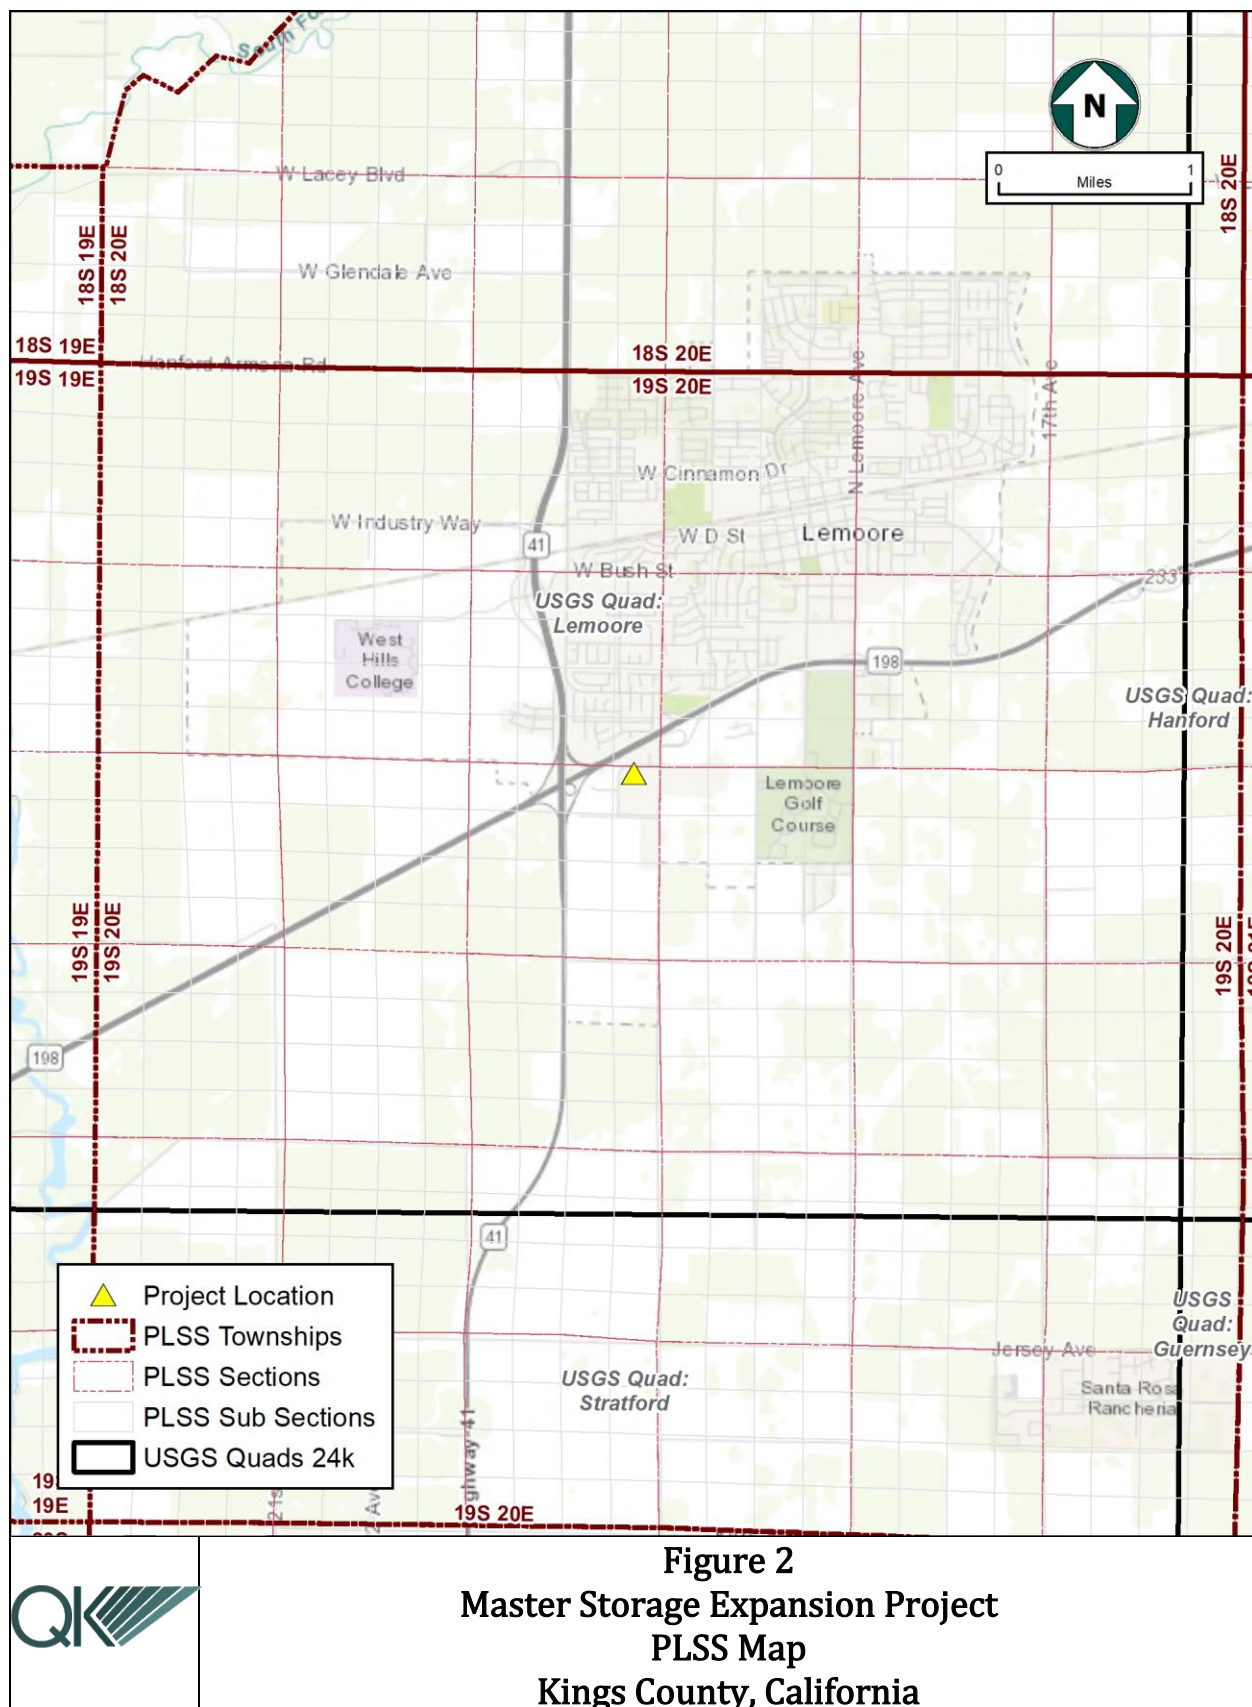 South Fo
N
0 1
Miles
18S 20E
W Lacey Blvd
18S 19E
18S 20E
W Glendale Ave
18S 19E
19S 19E
Hanford Armona Rd
18S 20E
19S 20E
N Lemoore Ave
17th Ave
W Cinnamon Dr
W Industry Way
41
W D St
Lemoore
W Bush St
233
USGS Quad:
Lemoore
West
Hills
College
198
USGS Quad:
Hanford
Lemoore
Golf
Course
19S 19E
19S 20E
19S 20E
198
41
USGS
Quad:
Guernsey
Jersey Ave
Santa Rosa
Rancheria
USGS Quad:
Stratford
Project Location
PLSS Townships
PLSS Sections
PLSS Sub Sections
USGS Quads 24k
19E
19S 20E
QK
Figure 2
Master Storage Expansion Project
PLSS Map
Kings County, California